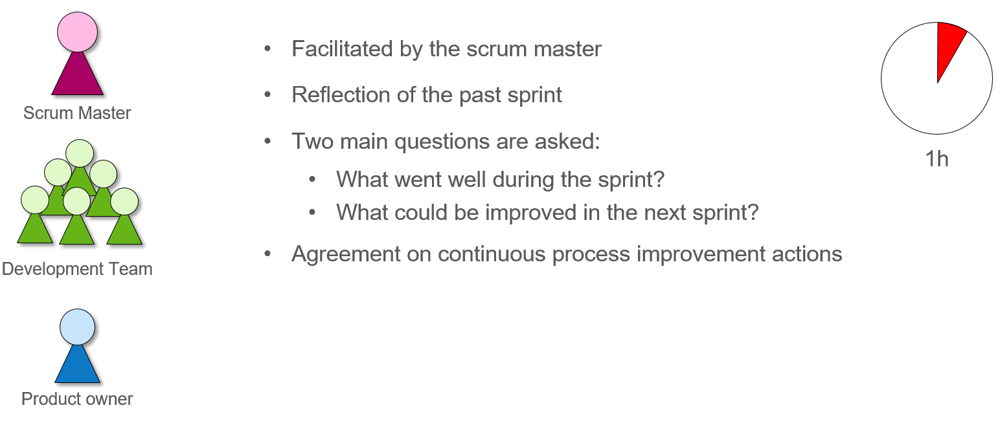 Scrum Master
Development Team
Product owner
• Facilitated by the scrum master
• Reflection of the past sprint
• Two main questions are asked:
• What went well during the sprint?
• What could be improved in the next sprint?
• Agreement on continuous process improvement actions
1h